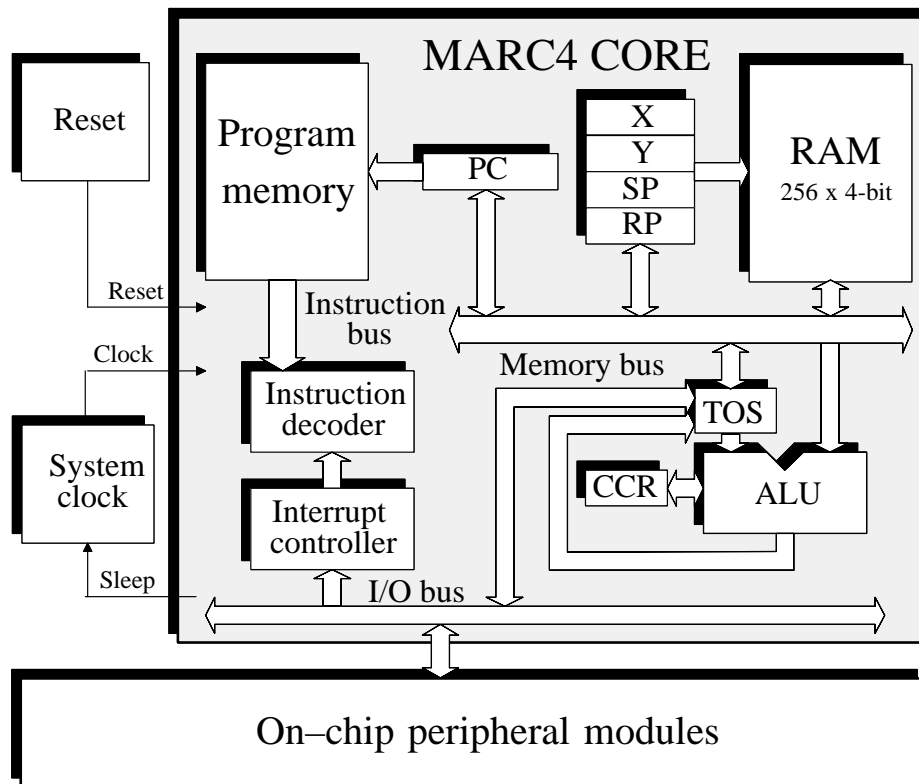 MARC4 CORE
Reset
Program
memory
PC
X
Y
SP
RP
RAM
256 x 4-bit
Reset
Instruction
bus
Clock
Memory bus
Instruction
decoder
TOS
System
clock
CCR
ALU
Interrupt
controller
Sleep
I/O bus
On–chip peripheral modules